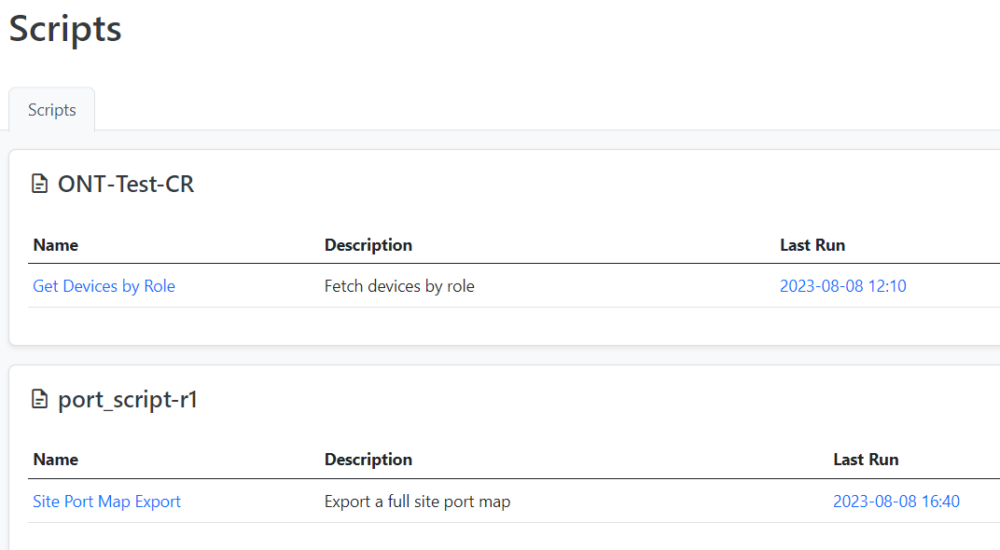 Scripts
Scripts
ONT-Test-CR
Name Description Last Run
Get Devices by Role Fetch devices by role 2023-08-08 12:10
port_script-r1
Name Description Last Run
Site Port Map Export Export a full site port map 2023-08-08 16:40